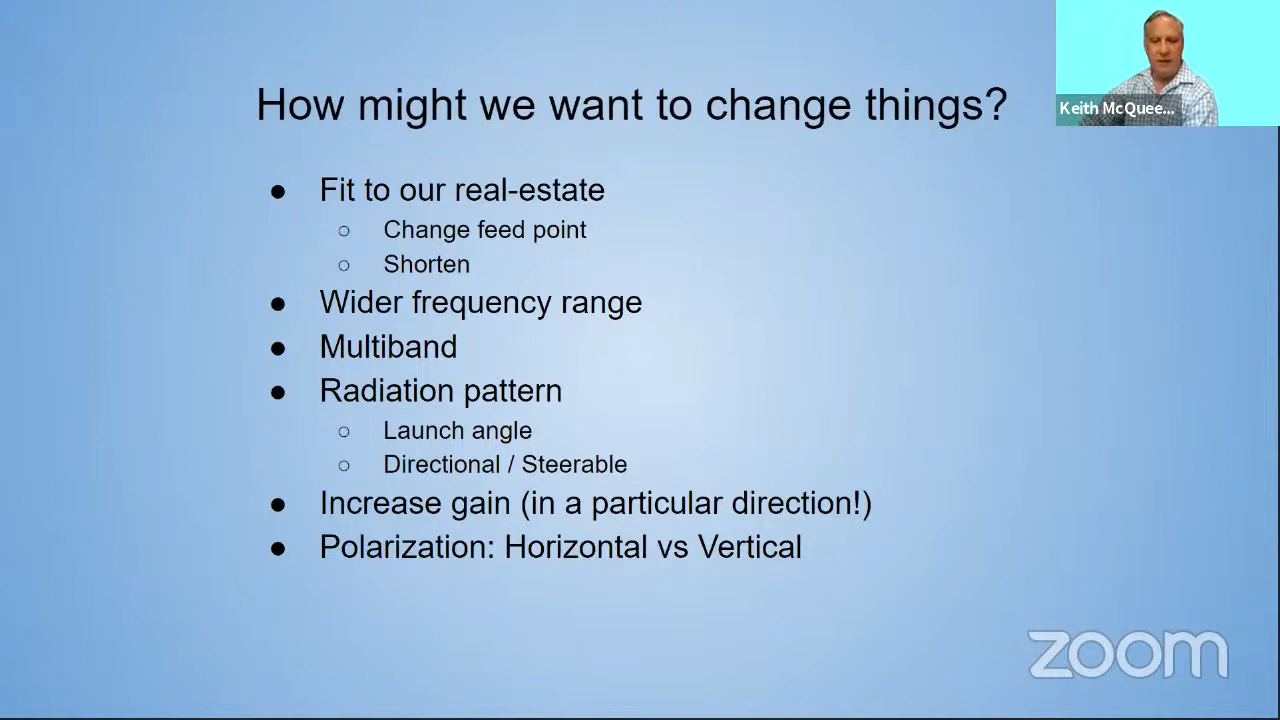 How might we want to change things?
Keith McQuee...
● Fit to our real-estate
○ Change feed point
○ Shorten
● Wider frequency range
● Multiband
● Radiation pattern
○ Launch angle
○ Directional / Steerable
● Increase gain (in a particular direction!)
● Polarization: Horizontal vs Vertical
zoom